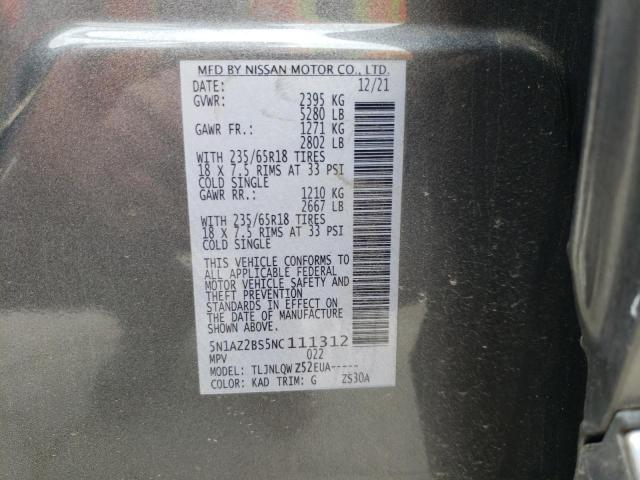 MFD BY NISSAN MOTOR CO., LTD.
DATE: 12/21
GVWR: 2395 KG
5280 LB
GAWR FR.: 1271 KG
2802 LB
WITH 235/65R18 TIRES
18 X 7.5 RIMS AT 33 PSI
COLD SINGLE
GAWR RR.: 1210 KG
2667 LB
WITH 235/65R18 TIRES
18 X 7.5 RIMS AT 33 PSI
COLD SINGLE
THIS VEHICLE CONFORMS TO
ALL APPLICABLE FEDERAL
MOTOR VEHICLE SAFETY AND
THEFT PREVENTION
STANDARDS IN EFFECT ON
THE DATE OF MANUFACTURE
SHOWN ABOVE.
5N1AZ2BS5NC111312
MPV 022
MODEL: TLJNLQWZ52EUA-----
COLOR: KAD TRIM: G ZS30A